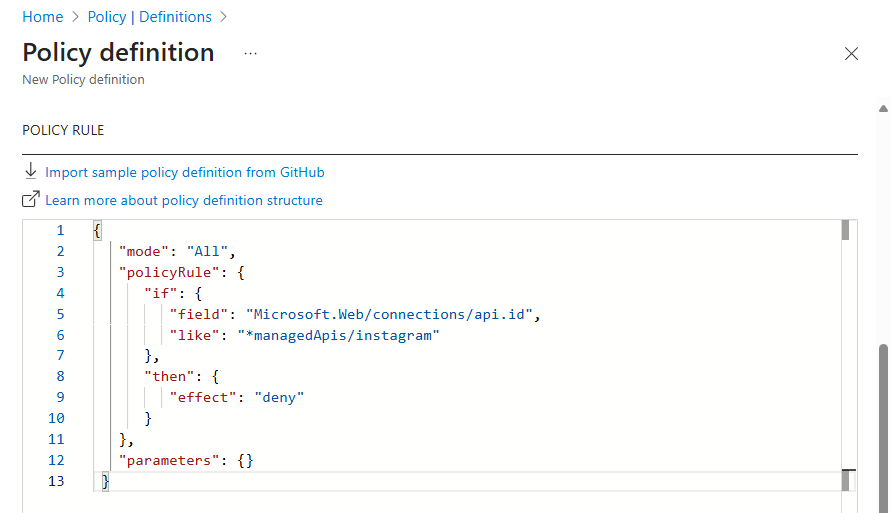 Home > Policy | Definitions >
Policy definition ...
New Policy definition
POLICY RULE
Import sample policy definition from GitHub
Learn more about policy definition structure
1 {
2 "mode": "All",
3 "policyRule": {
4 "if": {
5 "field": "Microsoft.Web/connections/api.id",
6 "like": "*managedApis/instagram"
7 },
8 "then": {
9 "effect": "deny"
10 }
11 },
12 "parameters": {}
13 }